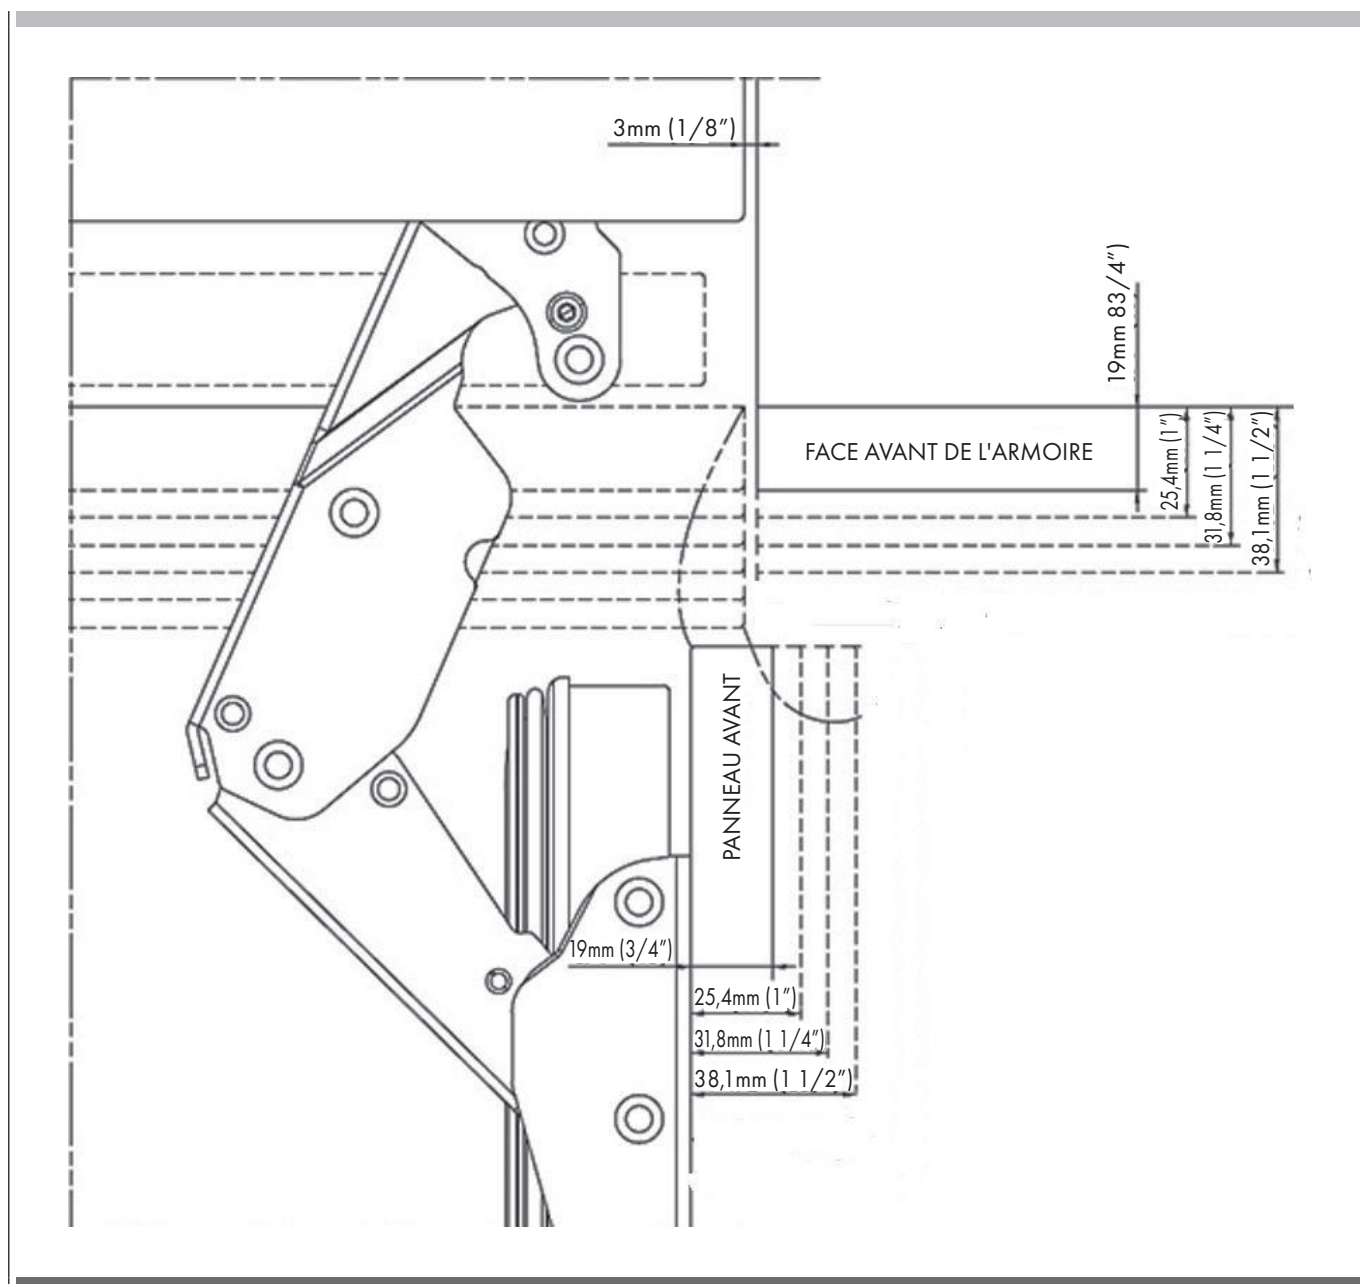 3mm (1/8")
19mm 83/4")
FACE AVANT DE L'ARMOIRE
25,4mm (1")
31,8mm (1 1/4")
38,1mm (1 1/2")
PANNEAU AVANT
19mm (3/4")
25,4mm (1")
31,8mm (1 1/4")
38,1mm (1 1/2")